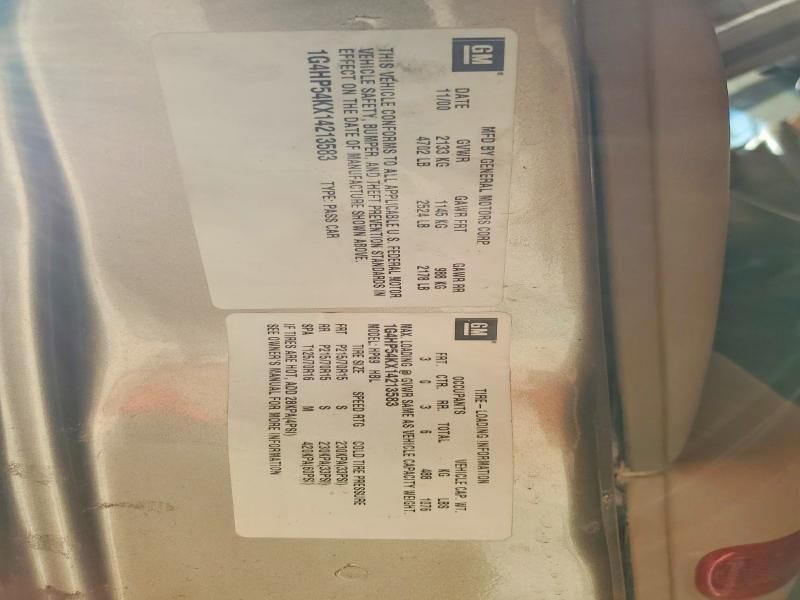 GM
MFD BY GENERAL MOTORS CORP
DATE GVWR GAWR FRT GAWR RR
11/00 2133 KG 1145 KG 988 KG
4702 LB 2524 LB 2178 LB
THIS VEHICLE CONFORMS TO ALL APPLICABLE U.S. FEDERAL MOTOR
VEHICLE SAFETY, BUMPER, AND THEFT PREVENTION STANDARDS IN
EFFECT ON THE DATE OF MANUFACTURE SHOWN ABOVE.
1G4HP54KX14213583 TYPE: PASS CAR
GM
TIRE-LOADING INFORMATION
OCCUPANTS VEHICLE CAP. WT.
FRT. CTR. RR. TOTAL KG LBS
3 0 3 6 488 1076
MAX. LOADING @ GVWR SAME AS VEHICLE CAPACITY WEIGHT.
1G4HP54KX14213583
MODEL: HP69 HBL
TIRE SIZE SPEED RTG COLD TIRE PRESSURE
FRT P215/70R15 S 230KPA(33PSI)
RR P215/70R15 S 230KPA(33PSI)
SPA T125/70R16 M 420KPA(60PSI)
IF TIRES ARE HOT, ADD 28KPA(4PSI)
SEE OWNER'S MANUAL FOR MORE INFORMATION